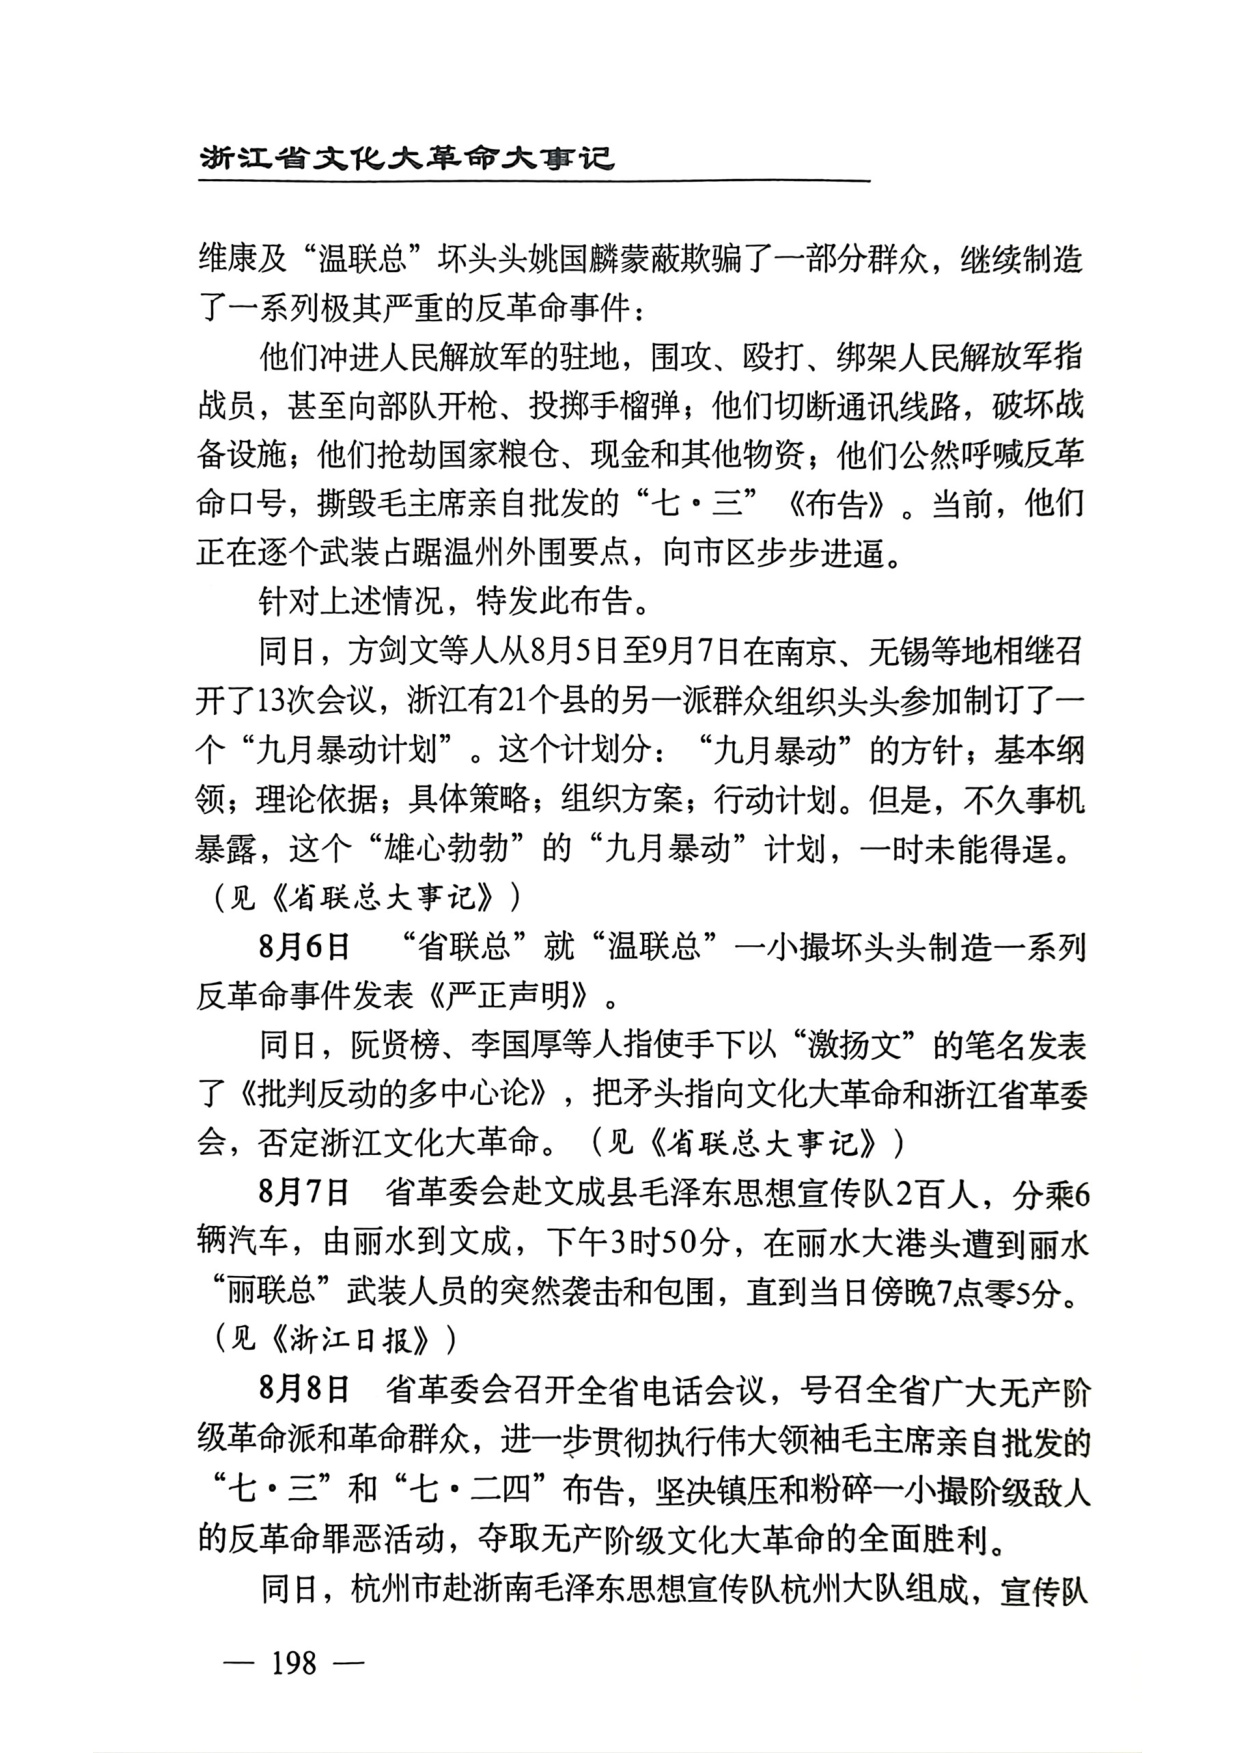 浙江省文化大革命大事记
维康及“温联总”坏头头姚国麟蒙蔽欺骗了一部分群众，继续制造
了一系列极其严重的反革命事件：
他们冲进人民解放军的驻地，围攻、殴打、绑架人民解放军指
战员，甚至向部队开枪、投掷手榴弹；他们切断通讯线路，破坏战
备设施；他们抢劫国家粮仓、现金和其他物资；他们公然呼喊反革
命口号，撕毁毛主席亲自批发的“七·三”《布告》。当前，他们
正在逐个武装占踞温州外围要点，向市区步步进逼。
针对上述情况，特发此布告。
同日，方剑文等人从8月5日至9月7日在南京、无锡等地相继召
开了13次会议，浙江有21个县的另一派群众组织头头参加制订了一
个“九月暴动计划”。这个计划分：“九月暴动”的方针；基本纲
领；理论依据；具体策略；组织方案；行动计划。但是，不久事机
暴露，这个“雄心勃勃”的“九月暴动”计划，一时未能得逞。
（见《省联总大事记》）
8月6日 “省联总”就“温联总”一小撮坏头头制造一系列
反革命事件发表《严正声明》。
同日，阮贤榜、李国厚等人指使手下以“激扬文”的笔名发表
了《批判反动的多中心论》，把矛头指向文化大革命和浙江省革委
会，否定浙江文化大革命。（见《省联总大事记》）
8月7日 省革委会赴文成县毛泽东思想宣传队2百人，分乘6
辆汽车，由丽水到文成，下午3时50分，在丽水大港头遭到丽水
“丽联总”武装人员的突然袭击和包围，直到当日傍晚7点零5分。
（见《浙江日报》）
8月8日 省革委会召开全省电话会议，号召全省广大无产阶
级革命派和革命群众，进一步贯彻执行伟大领袖毛主席亲自批发的
“七·三”和“七·二四”布告，坚决镇压和粉碎一小撮阶级敌人
的反革命罪恶活动，夺取无产阶级文化大革命的全面胜利。
同日，杭州市赴浙南毛泽东思想宣传队杭州大队组成，宣传队
— 198 —